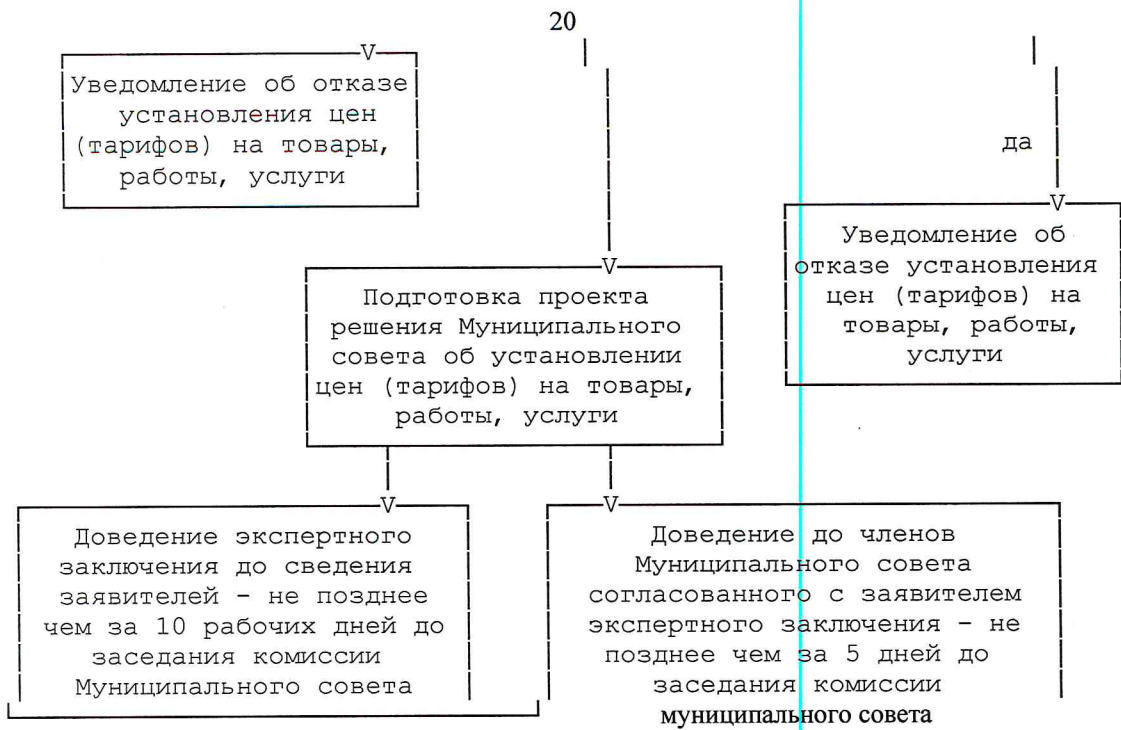 20
V
Уведомление об отказе
установления цен
(тарифов) на товары,
работы, услуги
да
V
Уведомление об
отказе установления
цен (тарифов) на
товары, работы,
услуги
V
Подготовка проекта
решения Муниципального
совета об установлении
цен (тарифов) на товары,
работы, услуги
V
Доведение экспертного
заключения до сведения
заявителей - не позднее
чем за 10 рабочих дней до
заседания комиссии
Муниципального совета
V
Доведение до членов
Муниципального совета
согласованного с заявителем
экспертного заключения - не
позднее чем за 5 дней до
заседания комиссии
муниципального совета